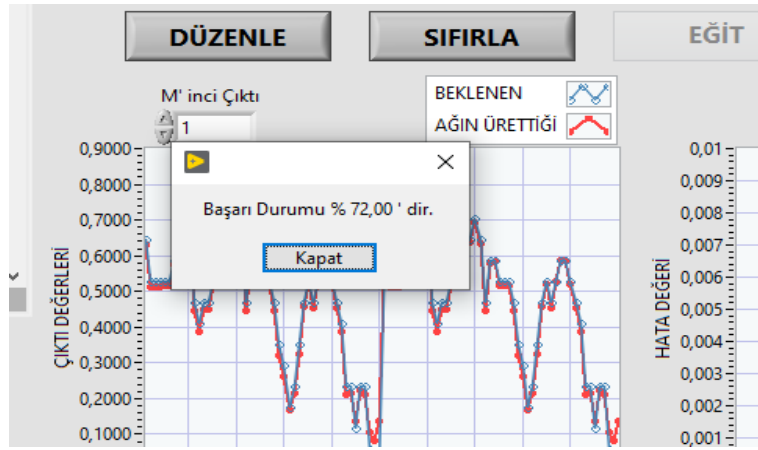 DÜZENLE
SIFIRLA
EĞİT
M' inci Çıktı
1
BEKLENEN
AĞIN ÜRETTİĞİ
Başarı Durumu % 72,00 ' dir.
Kapat
ÇIKTI DEĞERLERİ
0,9000
0,8000
0,7000
0,6000
0,5000
0,4000
0,3000
0,2000
0,1000
HATA DEĞERİ
0,01
0,009
0,008
0,007
0,006
0,005
0,004
0,003
0,002
0,001